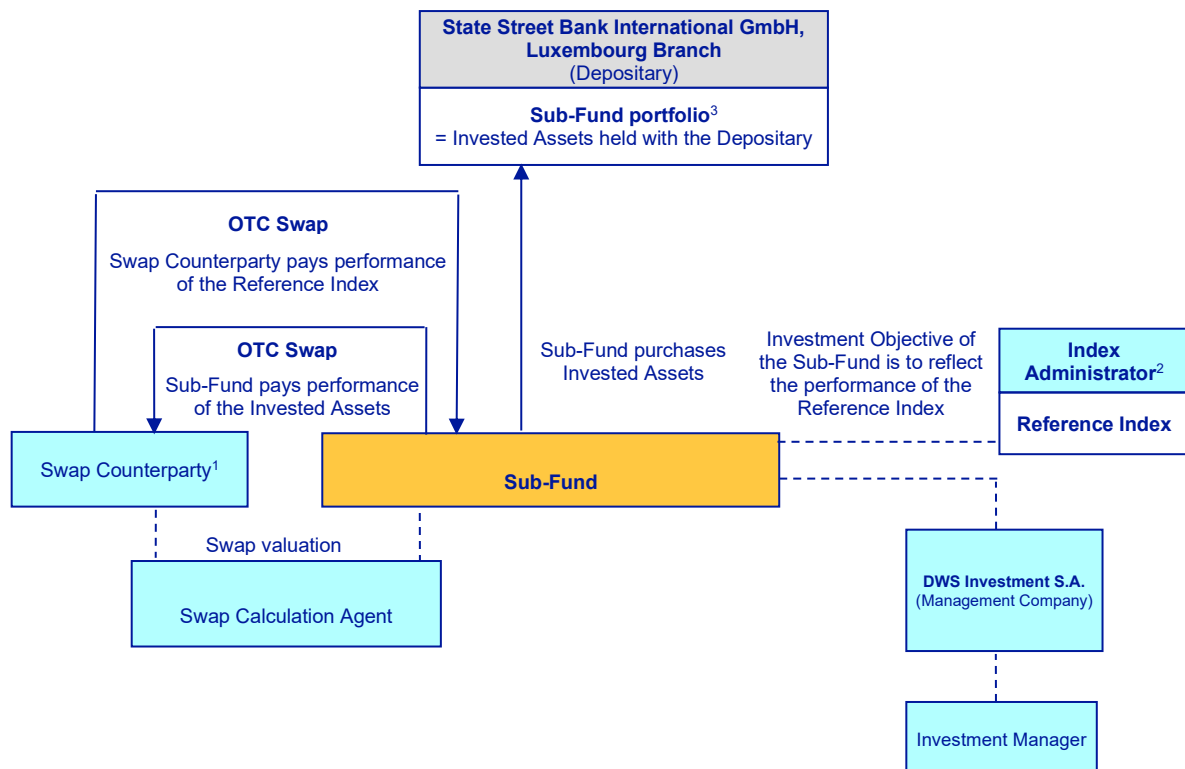 State Street Bank International GmbH,
Luxembourg Branch
(Depositary)
Sub-Fund portfolio³
= Invested Assets held with the Depositary
OTC Swap
Swap Counterparty pays performance
of the Reference Index
OTC Swap
Sub-Fund pays performance
of the Invested Assets
Sub-Fund purchases
Invested Assets
Investment Objective of
the Sub-Fund is to reflect
the performance of the
Reference Index
Index
Administrator²
Reference Index
Swap Counterparty¹
Sub-Fund
Swap valuation
Swap Calculation Agent
DWS Investment S.A.
(Management Company)
Investment Manager